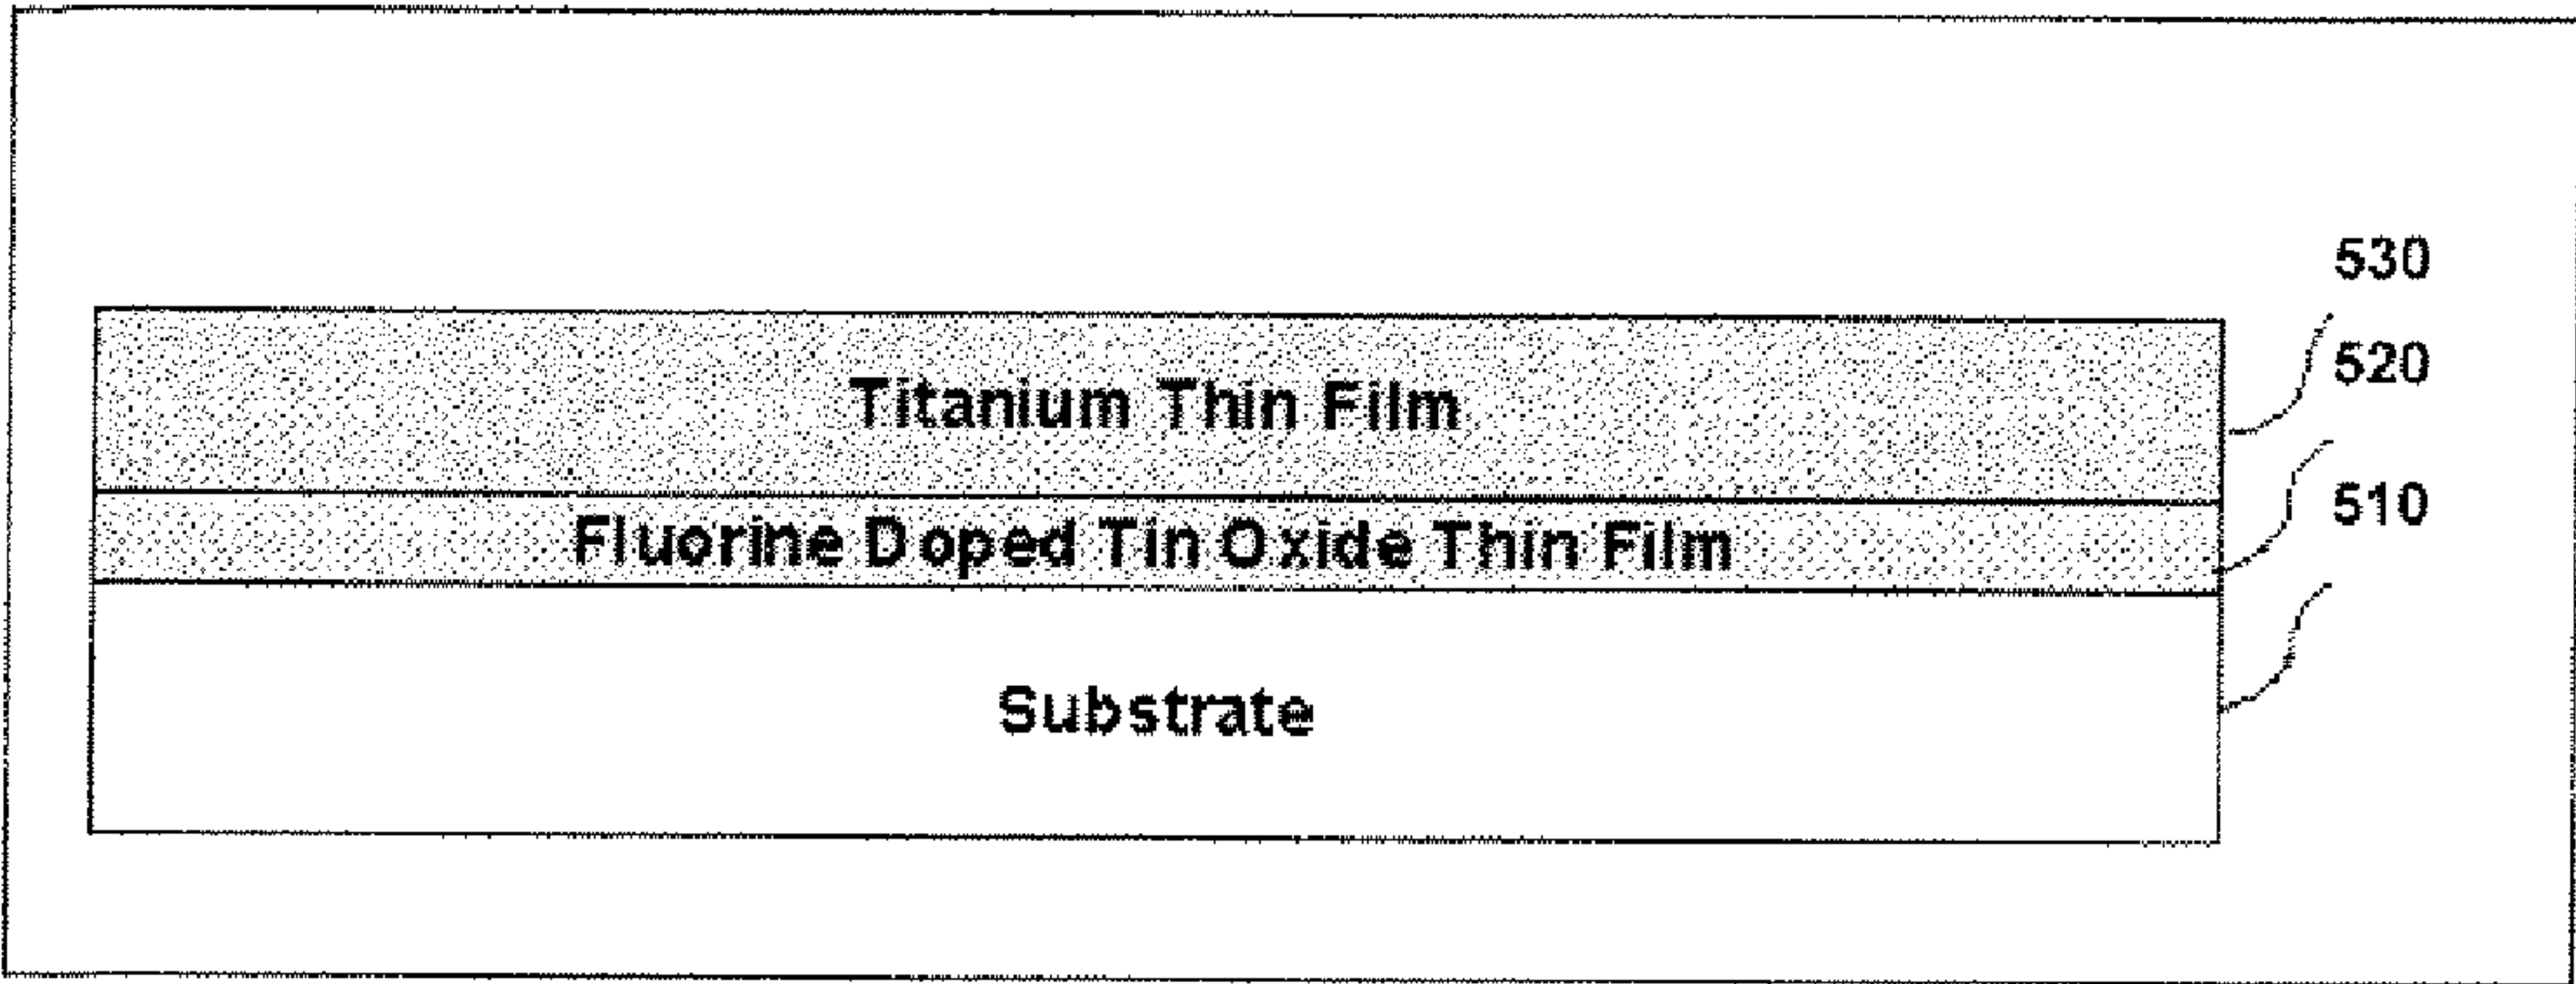 530
520
Titanium Thin Film
510
Fluorine Doped Tin Oxide Thin Film
Substrate